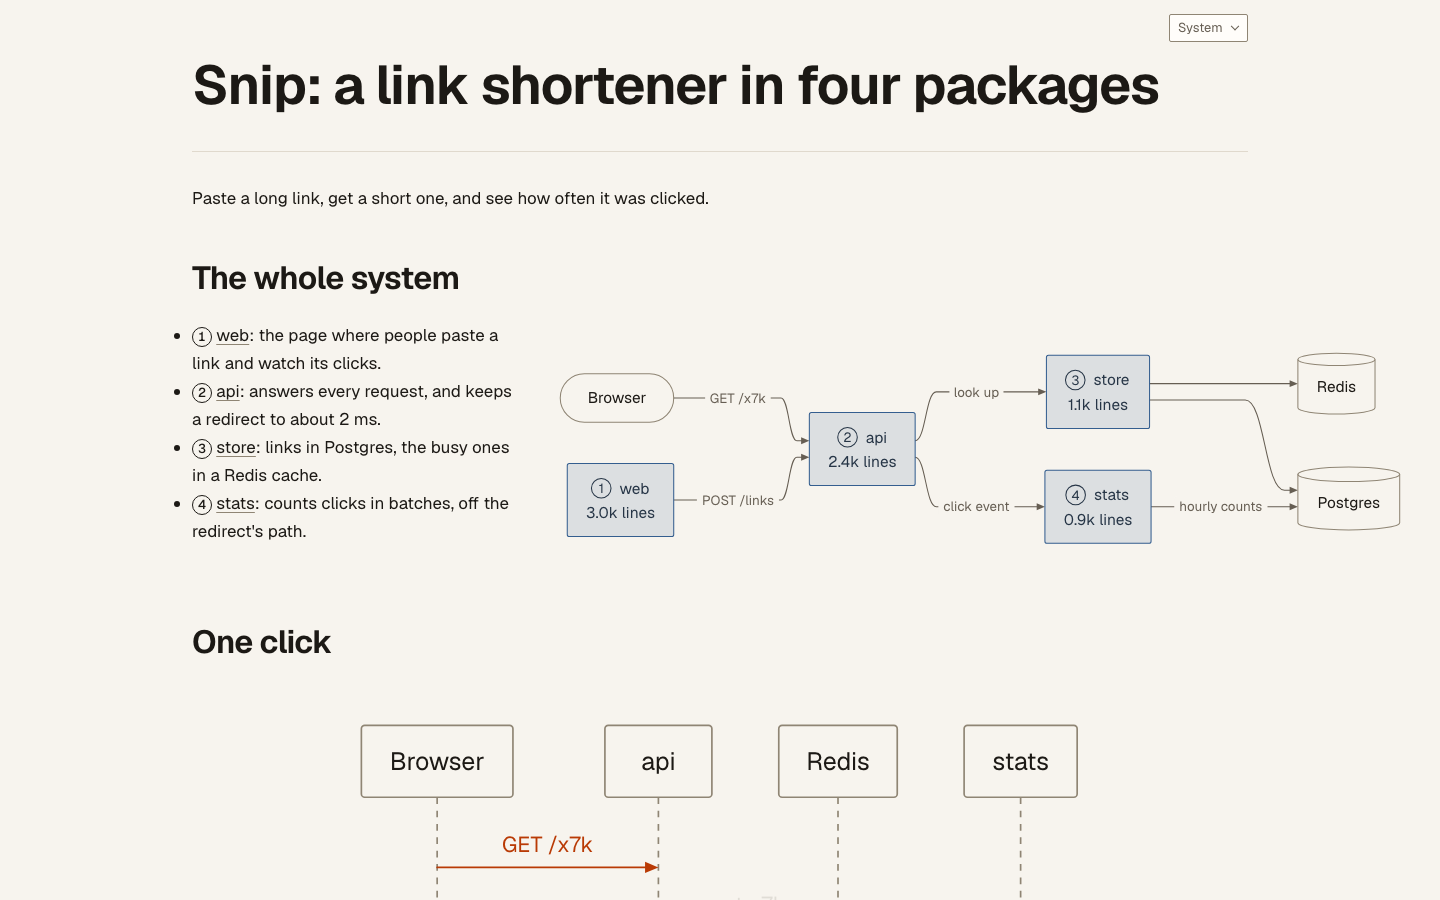 System
Snip: a link shortener in four packages
Paste a long link, get a short one, and see how often it was clicked.
The whole system
1 web: the page where people paste a
link and watch its clicks.
2 api: answers every request, and keeps
a redirect to about 2 ms.
3 store: links in Postgres, the busy ones
in a Redis cache.
4 stats: counts clicks in batches, off the
redirect's path.
Browser
GET /x7k
1 web
3.0k lines
POST /links
2 api
2.4k lines
look up
click event
3 store
1.1k lines
4 stats
0.9k lines
hourly counts
Redis
Postgres
One click
Browser
api
Redis
stats
GET /x7k